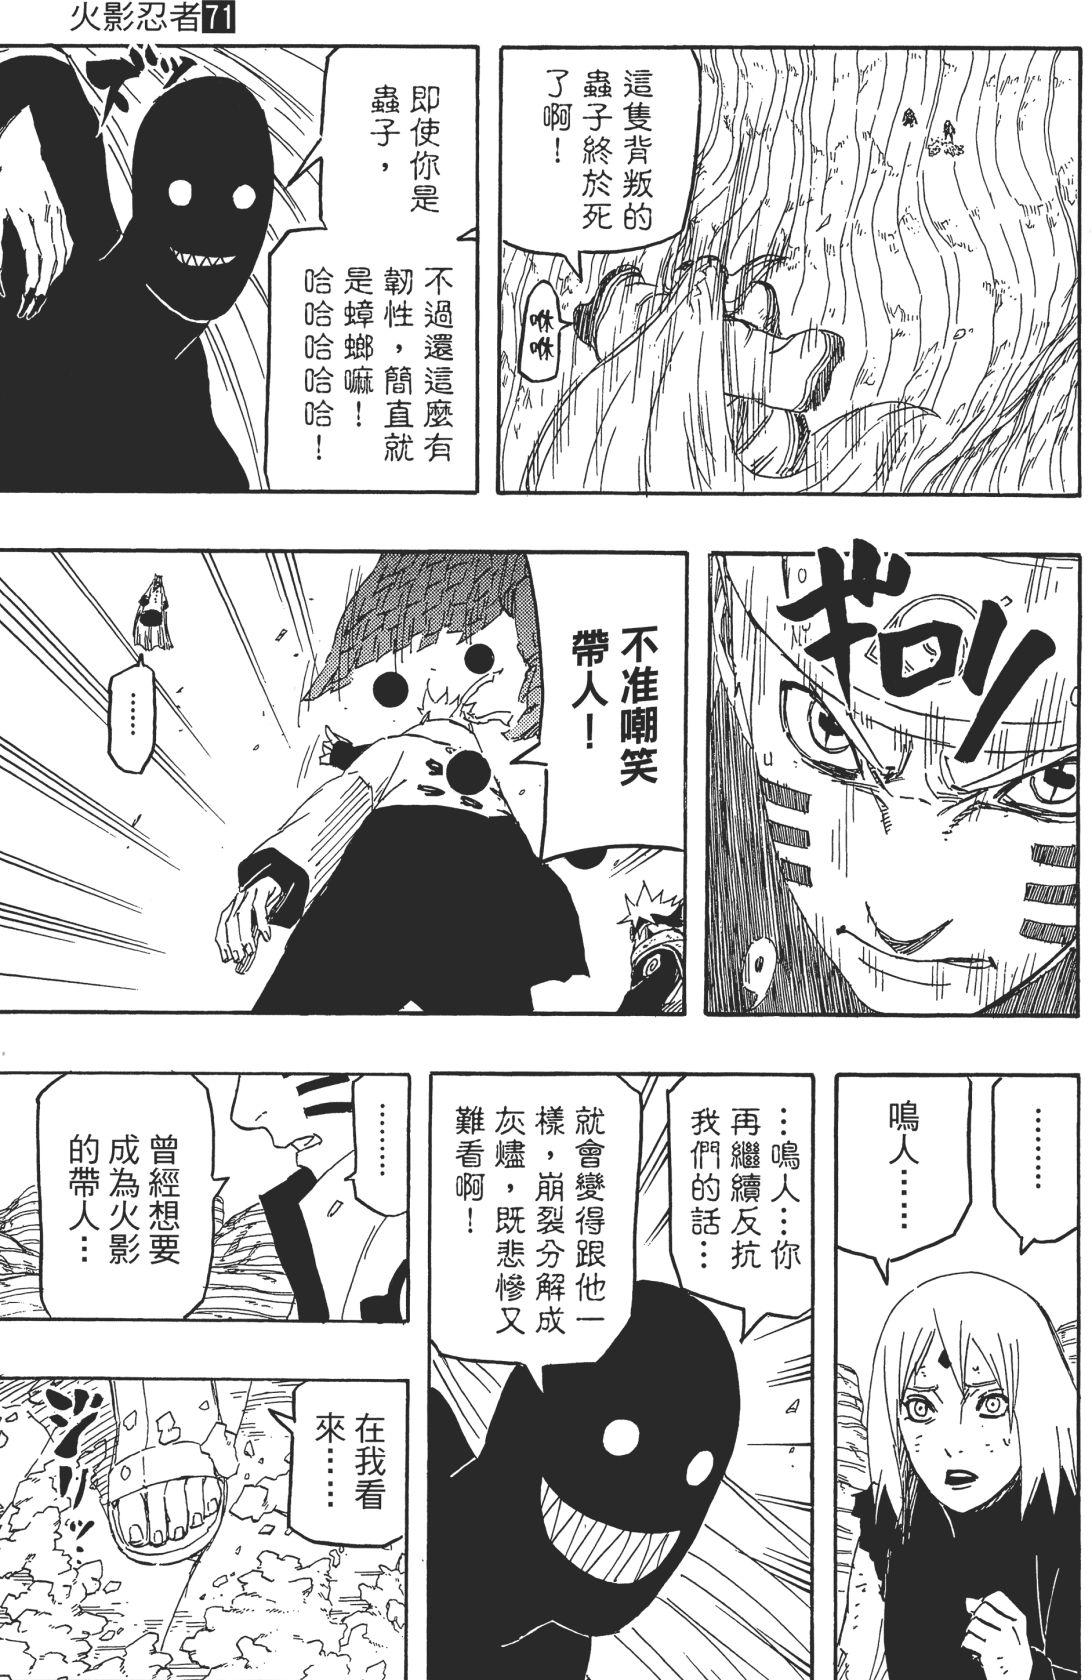 火影忍者71
這隻背叛的
蟲子終於死
了啊！
咻咻
即使你是
蟲子，
不過還這麼有
韌性，簡直就
是蟑螂嘛！
哈哈哈哈哈！
ギロッ
不准嘲笑
帶人！
……
………
鳴人……
…鳴人…你
再繼續反抗
我們的話…
就會變得跟他一
樣，崩裂分解成
灰燼，既悲慘又
難看啊！
………
曾經想要
成為火影
的帶人…
在我看
來……